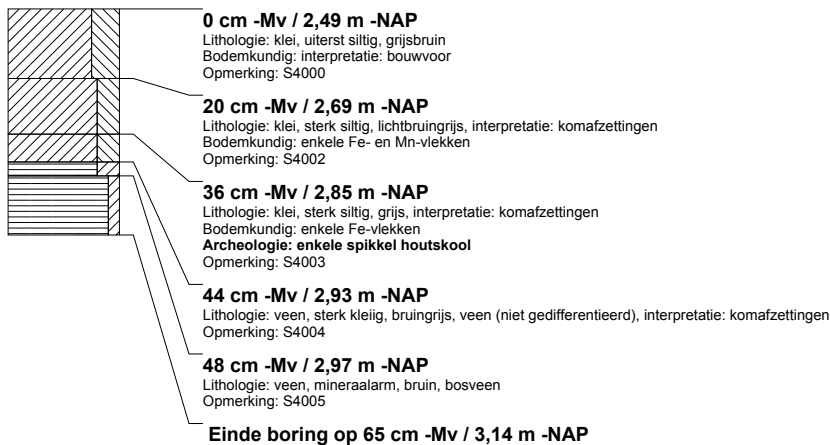 0 cm -Mv / 2,49 m -NAP
Lithologie: klei, uiterst siltig, grijsbruin
Bodemkundig: interpretatie: bouwvoor
Opmerking: S4000
20 cm -Mv / 2,69 m -NAP
Lithologie: klei, sterk siltig, lichtbruingrijs, interpretatie: komafzettingen
Bodemkundig: enkele Fe- en Mn-vlekken
Opmerking: S4002
36 cm -Mv / 2,85 m -NAP
Lithologie: klei, sterk siltig, grijs, interpretatie: komafzettingen
Bodemkundig: enkele Fe-vlekken
Archeologie: enkele spikkel houtskool
Opmerking: S4003
44 cm -Mv / 2,93 m -NAP
Lithologie: veen, sterk kleiig, bruingrijs, veen (niet gedifferentieerd), interpretatie: komafzettingen
Opmerking: S4004
48 cm -Mv / 2,97 m -NAP
Lithologie: veen, mineraalarm, bruin, bosveen
Opmerking: S4005
Einde boring op 65 cm -Mv / 3,14 m -NAP